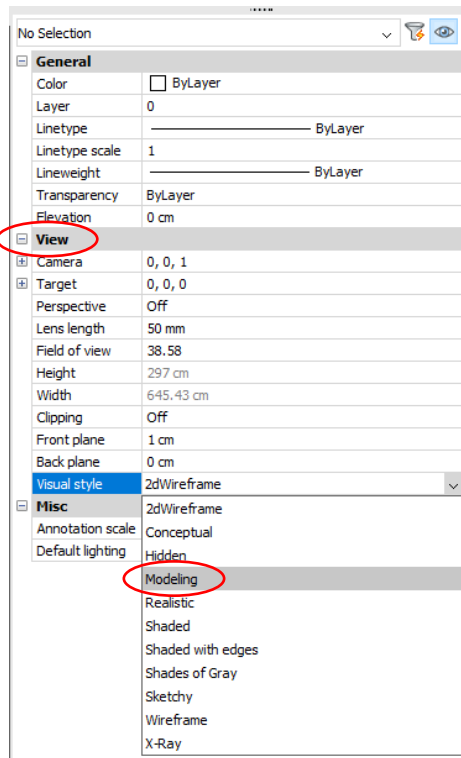 No Selection
General
Color ByLayer
Layer 0
Linetype ByLayer
Linetype scale 1
Lineweight ByLayer
Transparency ByLayer
Elevation 0 cm
View
Camera 0, 0, 1
Target 0, 0, 0
Perspective Off
Lens length 50 mm
Field of view 38.58
Height 297 cm
Width 645.43 cm
Clipping Off
Front plane 1 cm
Back plane 0 cm
Visual style 2dWireframe
Misc 2dWireframe
Annotation scale Conceptual
Default lighting Hidden
Modeling
Realistic
Shaded
Shaded with edges
Shades of Gray
Sketchy
Wireframe
X-Ray